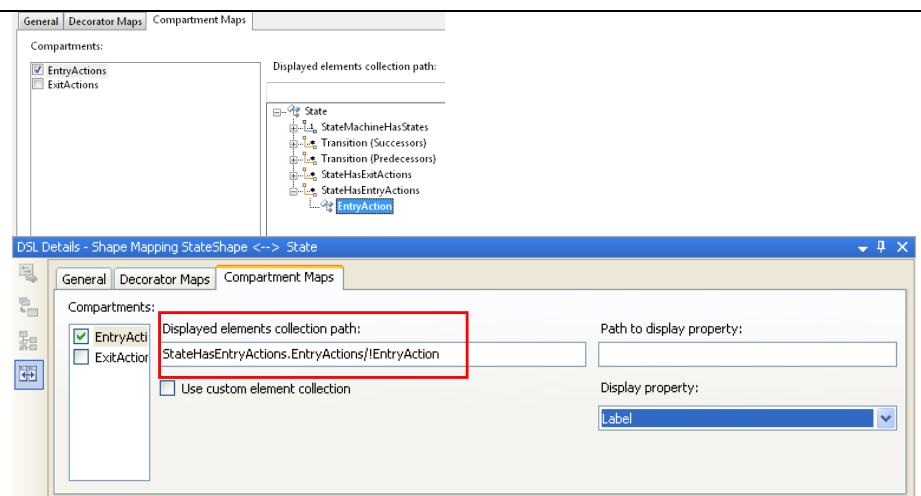 General Decorator Maps Compartment Maps
Compartments:
EntryActions
ExitActions
Displayed elements collection path:
State
StateMachineHasStates
Transition (Successors)
Transition (Predecessors)
StateHasExitActions
StateHasEntryActions
EntryAction
DSL Details - Shape Mapping StateShape <--> State
General Decorator Maps Compartment Maps
Compartments:
EntryActi
ExitAction
Displayed elements collection path:
StateHasEntryActions.EntryActions/!EntryAction
Use custom element collection
Path to display property:
Display property:
Label